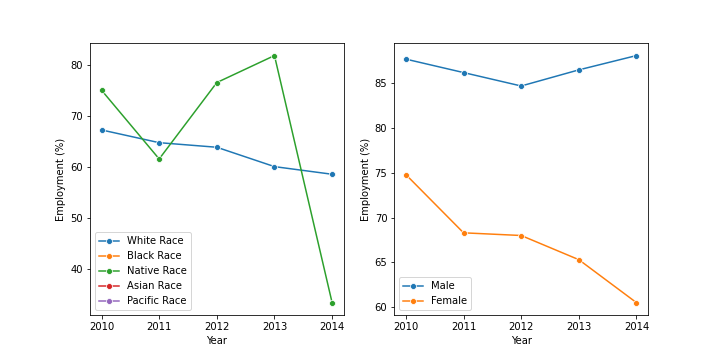 80
70
60
50
40
Employment (%)
White Race
Black Race
Native Race
Asian Race
Pacific Race
2010 2011 2012 2013 2014
Year
85
80
75
70
65
60
Employment (%)
Male
Female
2010 2011 2012 2013 2014
Year